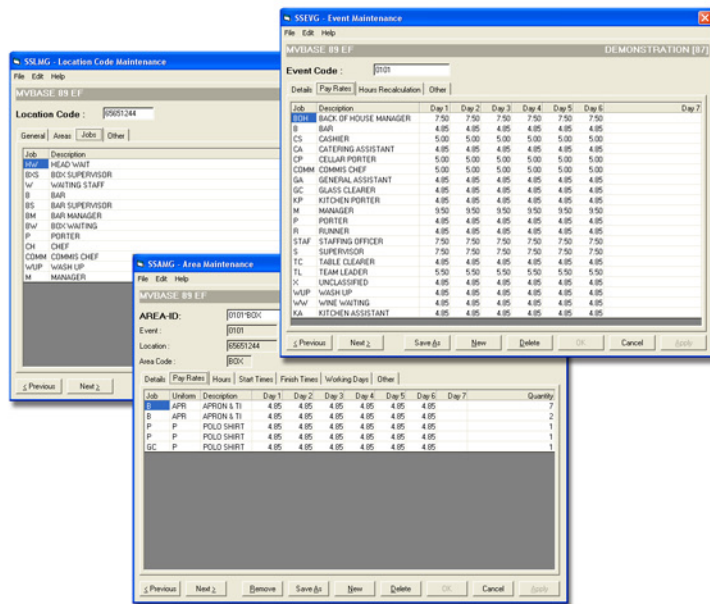 SSEVG - Event Maintenance
File Edit Help
MVBASE 89 EF DEMONSTRATION [87]
Event Code : 0101
Details Pay Rates Hours Recalculation Other
Job Description Day 1 Day 2 Day 3 Day 4 Day 5 Day 6 Day 7
BOH BACK OF HOUSE MANAGER 7.50 7.50 7.50 7.50 7.50 7.50
B BAR 4.85 4.85 4.85 4.85 4.85 4.85
CS CASHIER 5.00 5.00 5.00 5.00 5.00 5.00
CA CATERING ASSISTANT 4.85 4.85 4.85 4.85 4.85 4.85
CP CELLAR PORTER 5.00 5.00 5.00 5.00 5.00 5.00
COMM COMMIS CHEF 5.00 5.00 5.00 5.00 5.00 5.00
GA GENERAL ASSISTANT 4.85 4.85 4.85 4.85 4.85 4.85
GC GLASS CLEARER 4.85 4.85 4.85 4.85 4.85 4.85
KP KITCHEN PORTER 4.85 4.85 4.85 4.85 4.85 4.85
M MANAGER 9.50 9.50 9.50 9.50 9.50 9.50
P PORTER 4.85 4.85 4.85 4.85 4.85 4.85
R RUNNER 4.85 4.85 4.85 4.85 4.85 4.85
STAF STAFFING OFFICER 7.50 7.50 7.50 7.50 7.50 7.50
S SUPERVISOR 7.50 7.50 7.50 7.50 7.50 7.50
TC TABLE CLEARER 4.85 4.85 4.85 4.85 4.85 4.85
TL TEAM LEADER 5.50 5.50 5.50 5.50 5.50 5.50
X UNCLASSIFIED 4.85 4.85 4.85 4.85 4.85 4.85
WUP WASH UP 4.85 4.85 4.85 4.85 4.85 4.85
WW WINE WAITING 4.85 4.85 4.85 4.85 4.85 4.85
KA KITCHEN ASSISTANT 4.85 4.85 4.85 4.85 4.85 4.85
< Previous Next > Save As New Delete OK Cancel Apply
SSLMG - Location Code Maintenance
File Edit Help
MVBASE 89 EF
Location Code : 65651244
General Areas Jobs Other
Job Description
HW HEAD WAIT
BXS BOX SUPERVISOR
W WAITING STAFF
B BAR
BS BAR SUPERVISOR
BM BAR MANAGER
BW BOX WAITING
P PORTER
CH CHEF
COMM COMMIS CHEF
WUP WASH UP
M MANAGER
< Previous Next >
SSAMG - Area Maintenance
File Edit Help
MVBASE 89 EF
AREA-ID: 0101*BOX
Event : 0101
Location : 65651244
Area Code : BOX
Details Pay Rates Hours Start Times Finish Times Working Days Other
Job Uniform Description Day 1 Day 2 Day 3 Day 4 Day 5 Day 6 Day 7 Quantity
B APR APRON & TI 4.85 4.85 4.85 4.85 4.85 4.85 7
B APR APRON & TI 4.85 4.85 4.85 4.85 4.85 4.85 2
P P POLO SHIRT 4.85 4.85 4.85 4.85 4.85 4.85 1
P P POLO SHIRT 4.85 4.85 4.85 4.85 4.85 4.85 1
GC P POLO SHIRT 4.85 4.85 4.85 4.85 4.85 4.85 1
< Previous Next > Remove Save As New Delete OK Cancel Apply